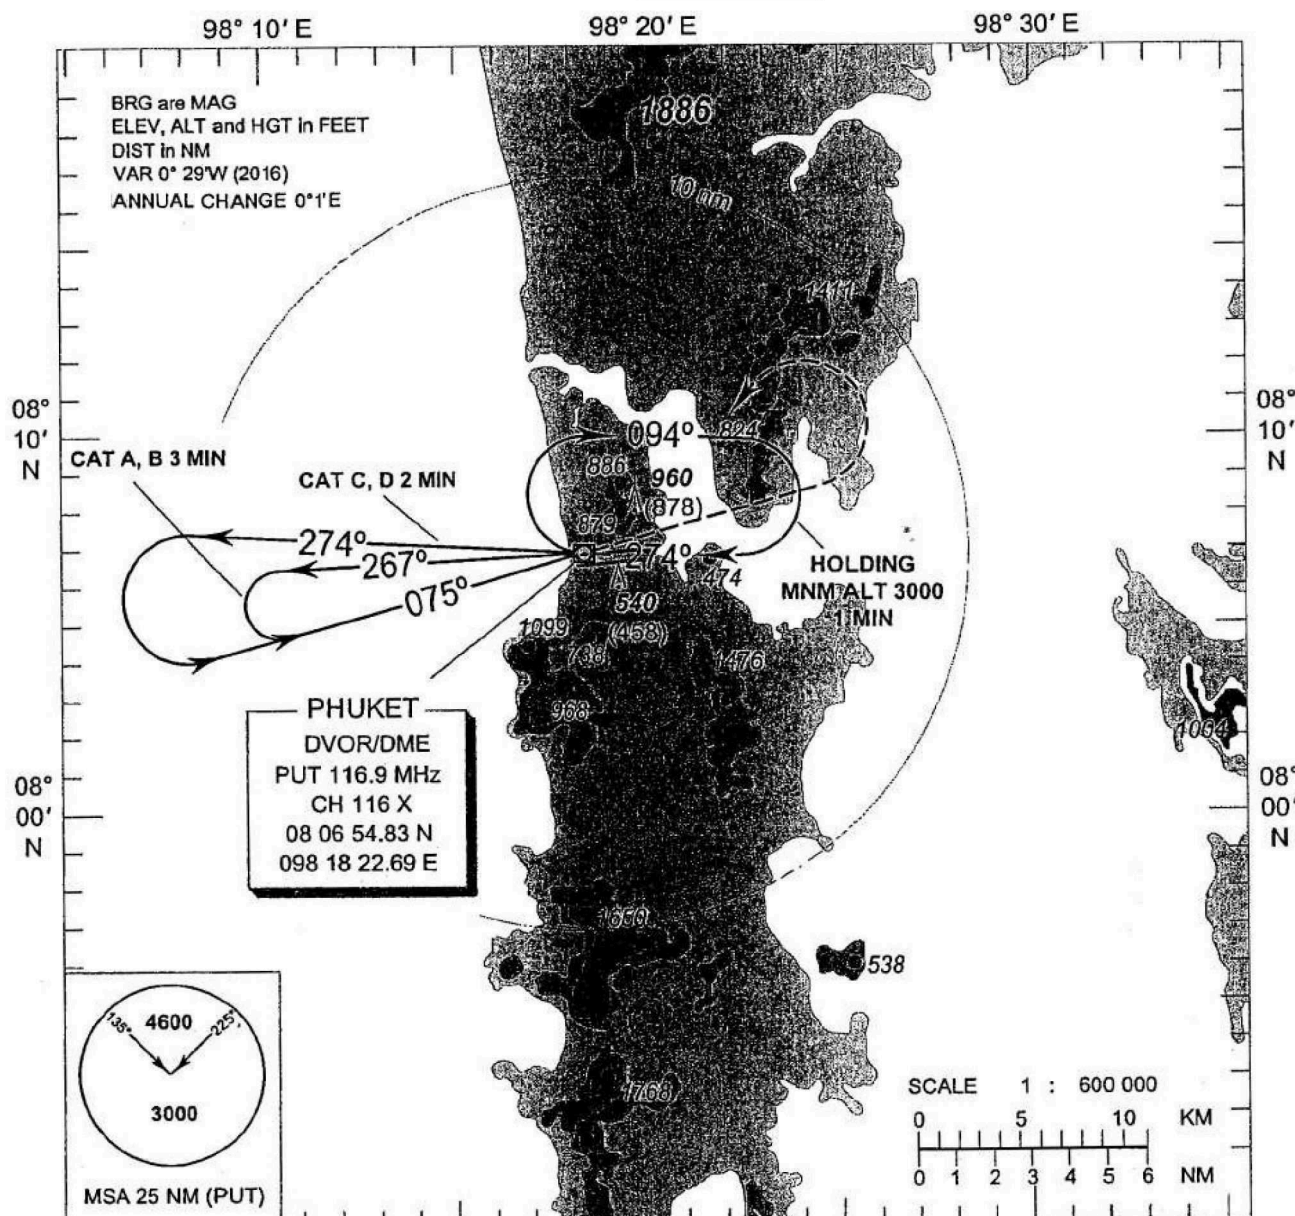 98° 10' E
98° 20' E
98° 30' E
BRG are MAG
ELEV, ALT and HGT in FEET
DIST in NM
VAR 0° 29'W (2016)
ANNUAL CHANGE 0°1'E
1886
10 nm
1411
08°
10'
N
08°
10'
N
CAT A, B 3 MIN
CAT C, D 2 MIN
094°
824
886
960
(878)
879
274°
267°
075°
274°
474
HOLDING
MNM ALT 3000
1 MIN
540
(458)
1099
738
1476
968
1004
PHUKET
DVOR/DME
PUT 116.9 MHz
CH 116 X
08 06 54.83 N
098 18 22.69 E
08°
00'
N
08°
00'
N
1650
538
4600
135°
225°
3000
MSA 25 NM (PUT)
1768
SCALE 1 : 600 000
0 5 10 KM
0 1 2 3 4 5 6 NM